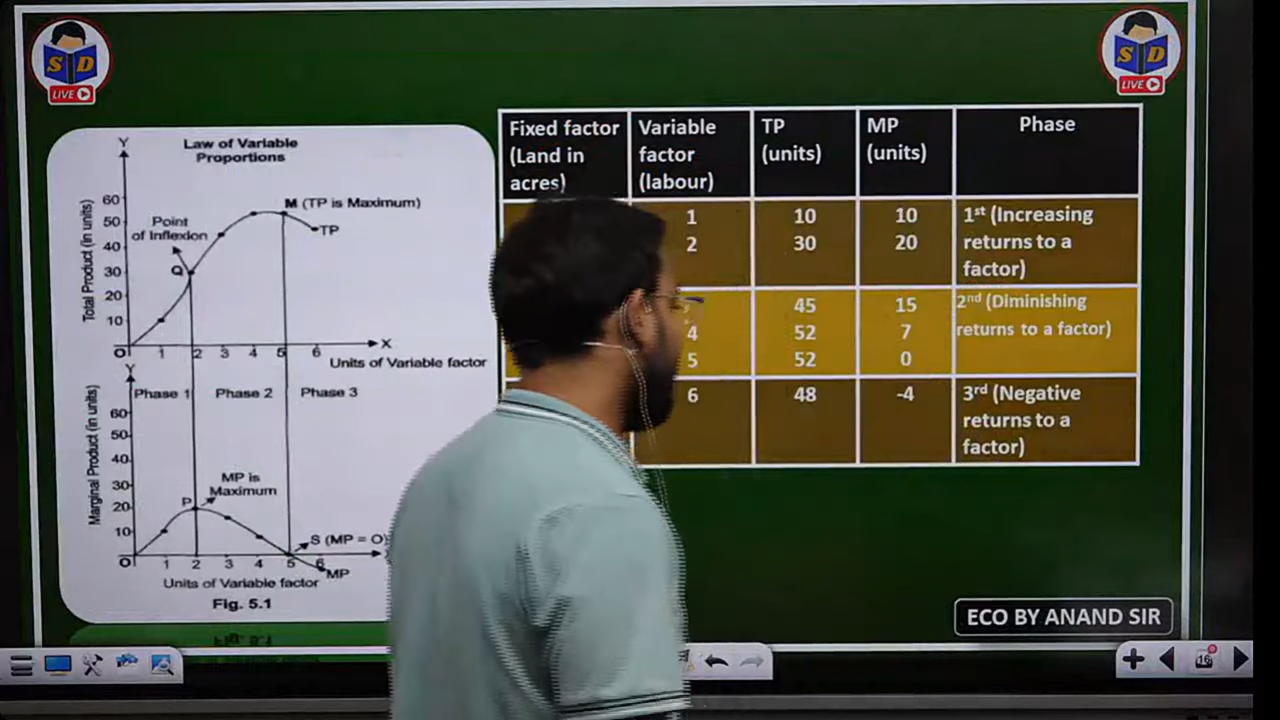 S D
LIVE
S D
LIVE
Law of Variable
Proportions
Y
Total Product (in units)
60
50
40
30
20
10
O
M (TP is Maximum)
TP
Point
of Inflexion
Q
1 2 3 4 5 6
X
Units of Variable factor
Y
Phase 1 Phase 2 Phase 3
Marginal Product (in units)
60
50
40
30
20
10
O
P
MP is
Maximum
S (MP = O)
1 2 3 4 5 6
MP
Units of Variable factor
Fig. 5.1
Fixed factor
(Land in
acres)
Variable
factor
(labour)
TP
(units)
MP
(units)
Phase
1 10 10 1st (Increasing
2 30 20 returns to a
factor)
45 15 2nd (Diminishing
4 52 7 returns to a factor)
5 52 0
6 48 -4 3rd (Negative
returns to a
factor)
ECO BY ANAND SIR
16